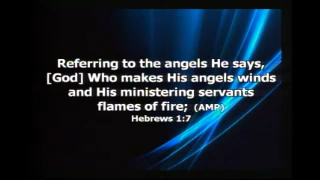 Referring to the angels He says,
[God] Who makes His angels winds
and His ministering servants
flames of fire; (AMP)
Hebrews 1:7